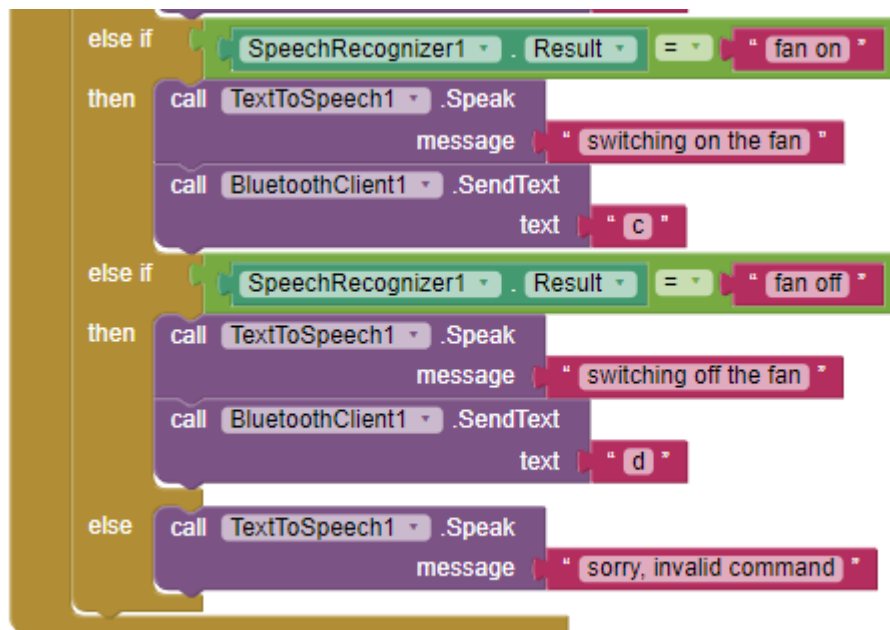 else if SpeechRecognizer1 . Result = “ fan on ”
then call TextToSpeech1 .Speak
message “ switching on the fan ”
call BluetoothClient1 .SendText
text “ c ”
else if SpeechRecognizer1 . Result = “ fan off ”
then call TextToSpeech1 .Speak
message “ switching off the fan ”
call BluetoothClient1 .SendText
text “ d ”
else call TextToSpeech1 .Speak
message “ sorry, invalid command ”